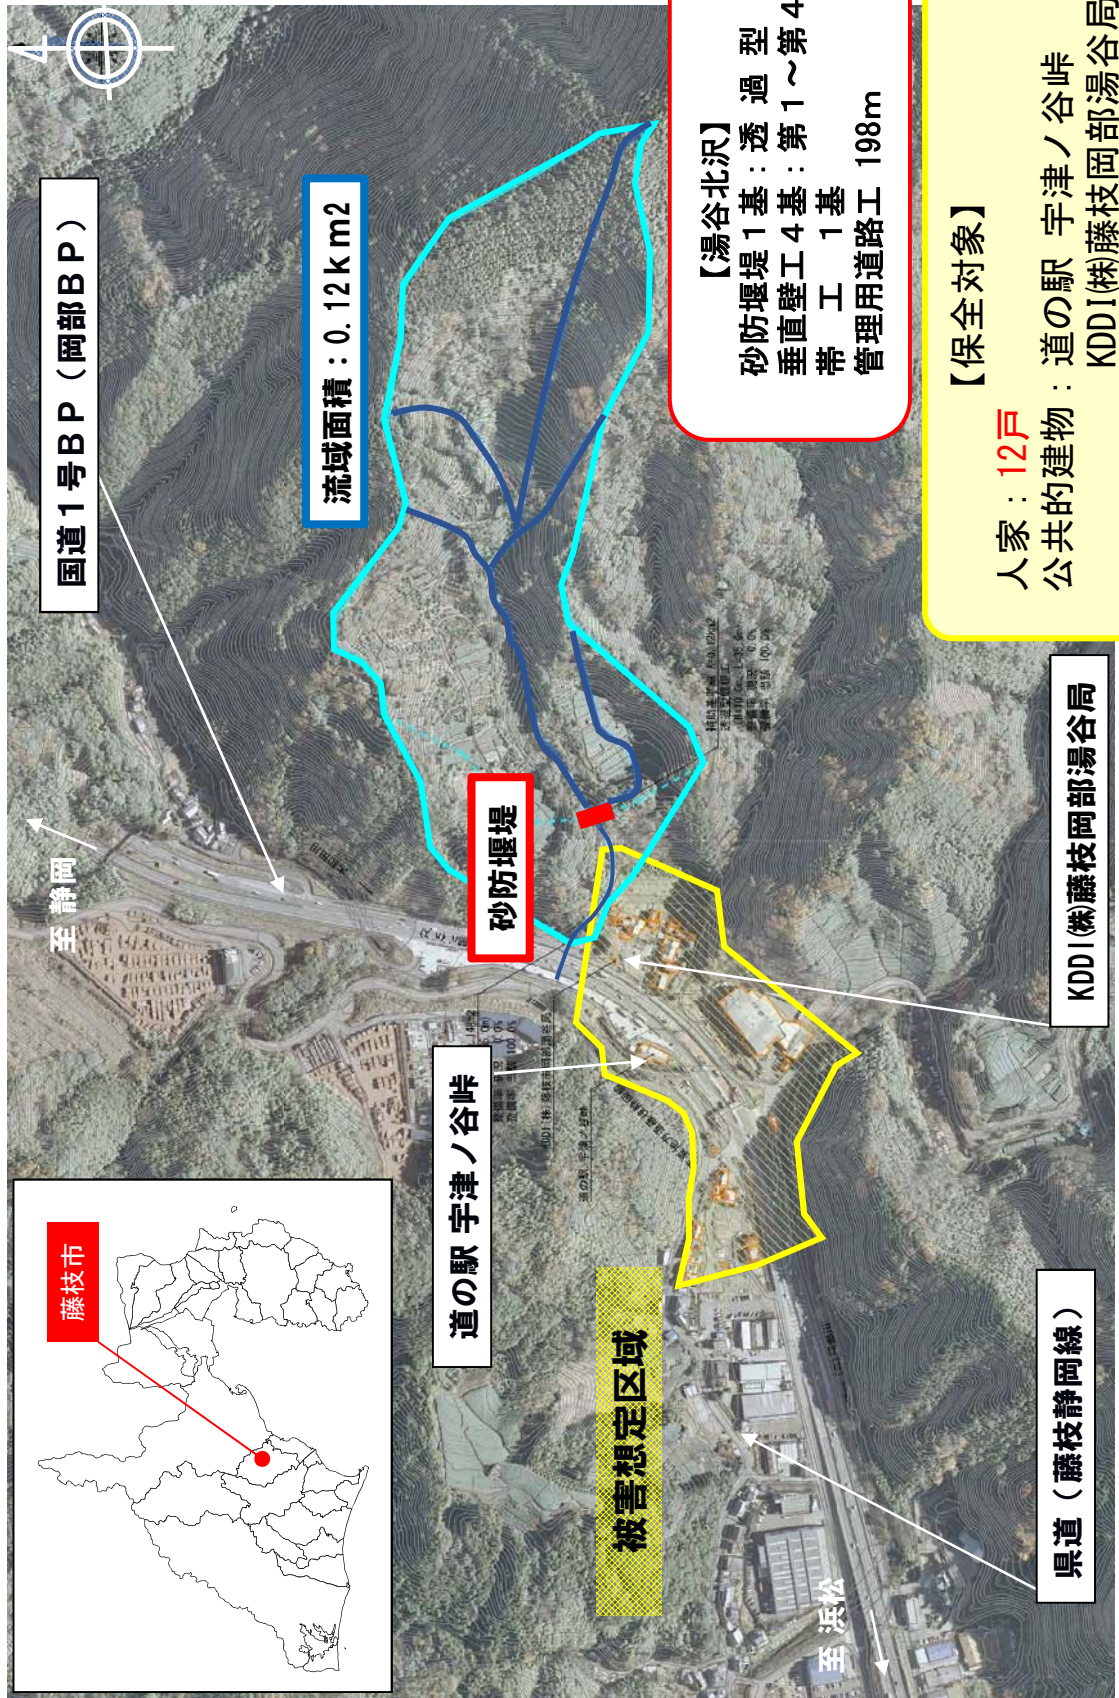 国道1号BP(岡部BP)
至 静岡
流域面積:0.12km2
砂防堰堤
藤枝市
道の駅 宇津ノ谷峠
被害想定区域
至 浜松
県道(藤枝静岡線)
KDDI(株)藤枝岡部湯谷局
【湯谷北沢】
砂防堰堤1基:透 過 型
垂直壁工4基:第1~第4
帯 工 1基
管理用道路工 198m
【保全対象】
人家:12戸
公共的建物:道の駅 宇津ノ谷峠
KDDI(株)藤枝岡部湯谷局